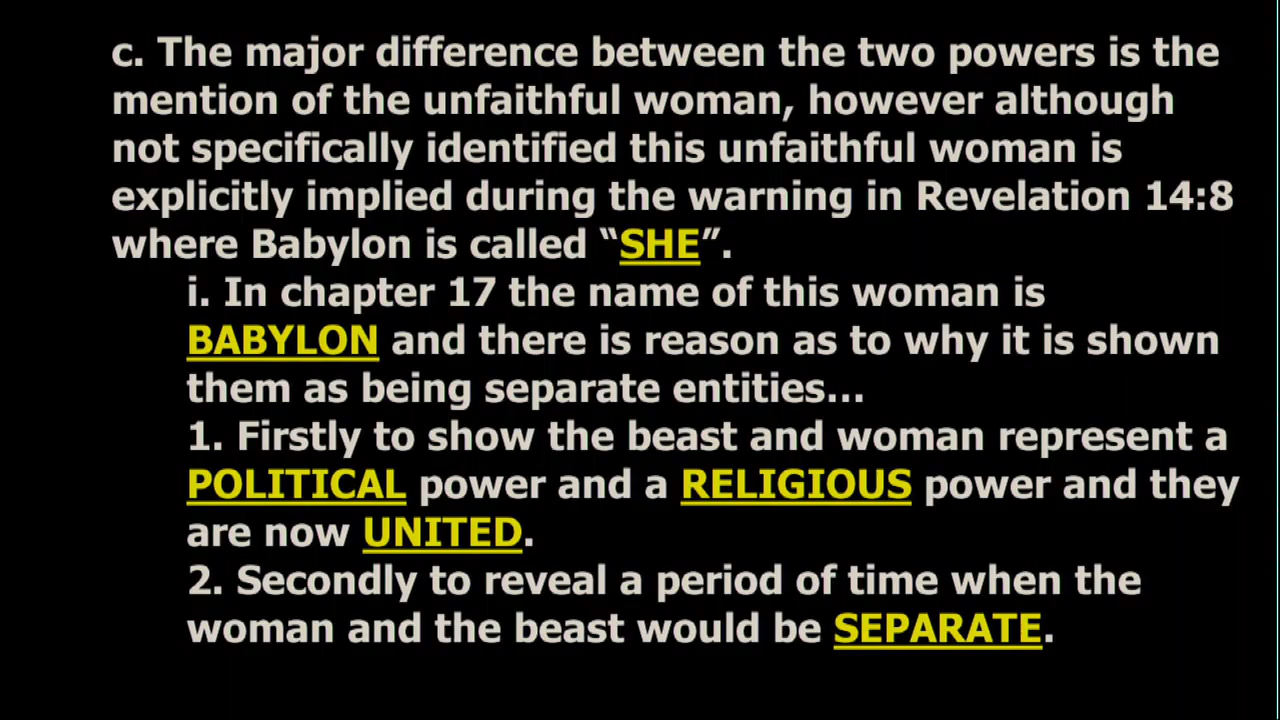 c. The major difference between the two powers is the
mention of the unfaithful woman, however although
not specifically identified this unfaithful woman is
explicitly implied during the warning in Revelation 14:8
where Babylon is called “SHE”.
i. In chapter 17 the name of this woman is
BABYLON and there is reason as to why it is shown
them as being separate entities...
1. Firstly to show the beast and woman represent a
POLITICAL power and a RELIGIOUS power and they
are now UNITED.
2. Secondly to reveal a period of time when the
woman and the beast would be SEPARATE.